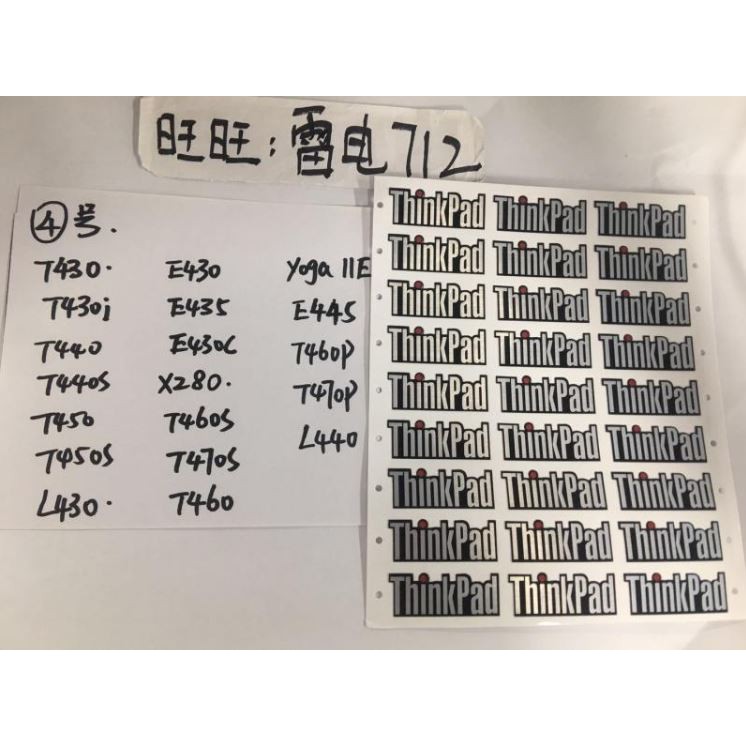 旺旺：雷电712
④号.
T430.
T430i
T440
T440S
T450
T450S
L430.
E430
E435
E430C
X280.
T460S
T470S
T460
Yoga 11E
E445
T460P
T470P
L440
ThinkPad ThinkPad ThinkPad
ThinkPad ThinkPad ThinkPad
ThinkPad ThinkPad ThinkPad
ThinkPad ThinkPad ThinkPad
ThinkPad ThinkPad ThinkPad
ThinkPad ThinkPad ThinkPad
ThinkPad ThinkPad ThinkPad
ThinkPad ThinkPad ThinkPad
ThinkPad ThinkPad ThinkPad